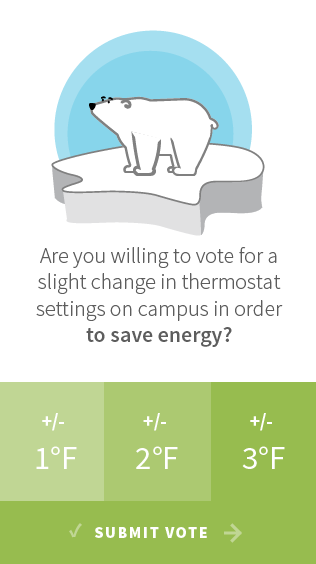 Are you willing to vote for a
slight change in thermostat
settings on campus in order
to save energy?
+/- +/- +/-
1°F 2°F 3°F
SUBMIT VOTE